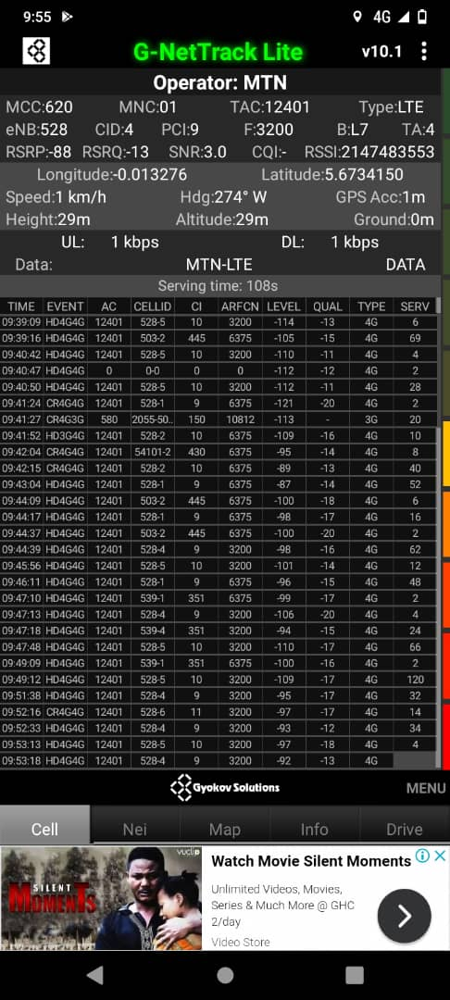 9:55 4G
G-NetTrack Lite v10.1
Operator: MTN
MCC:620 MNC:01 TAC:12401 Type:LTE
eNB:528 CID:4 PCI:9 F:3200 B:L7 TA:4
RSRP:-88 RSRQ:-13 SNR:3.0 CQI:- RSSI:2147483553
Longitude:-0.013276 Latitude:5.6734150
Speed:1 km/h Hdg:274° W GPS Acc:1m
Height:29m Altitude:29m Ground:0m
UL: 1 kbps DL: 1 kbps
Data: MTN-LTE DATA
Serving time: 108s
TIME EVENT AC CELLID CI ARFCN LEVEL QUAL TYPE SERV
09:39:09 HD4G4G 12401 528-5 10 3200 -114 -13 4G 6
09:39:16 HD4G4G 12401 503-2 445 6375 -105 -15 4G 69
09:40:42 HD4G4G 12401 528-5 10 3200 -110 -11 4G 4
09:40:47 HD4G4G 0 0-0 0 0 -112 -12 4G 2
09:40:50 HD4G4G 12401 528-5 10 3200 -112 -11 4G 28
09:41:24 CR4G4G 12401 528-1 9 6375 -121 -20 4G 2
09:41:27 CR4G3G 580 2055-50.. 150 10812 -113 - 3G 20
09:41:52 HD3G4G 12401 528-2 10 6375 -109 -16 4G 10
09:42:04 CR4G4G 12401 54101-2 430 6375 -95 -14 4G 8
09:42:15 CR4G4G 12401 528-2 10 6375 -89 -13 4G 40
09:43:04 HD4G4G 12401 528-1 9 6375 -87 -14 4G 52
09:44:09 HD4G4G 12401 503-2 445 6375 -100 -18 4G 6
09:44:17 HD4G4G 12401 528-1 9 6375 -98 -17 4G 16
09:44:37 HD4G4G 12401 503-2 445 6375 -100 -20 4G 2
09:44:39 HD4G4G 12401 528-4 9 3200 -98 -16 4G 62
09:45:56 HD4G4G 12401 528-5 10 3200 -101 -14 4G 12
09:46:11 HD4G4G 12401 528-1 9 6375 -96 -15 4G 48
09:47:10 HD4G4G 12401 539-1 351 6375 -99 -17 4G 2
09:47:13 HD4G4G 12401 528-4 9 3200 -106 -20 4G 4
09:47:18 HD4G4G 12401 539-4 351 3200 -94 -15 4G 24
09:47:48 HD4G4G 12401 528-5 10 3200 -110 -17 4G 66
09:49:09 HD4G4G 12401 539-1 351 6375 -100 -16 4G 2
09:49:12 HD4G4G 12401 528-5 10 3200 -109 -17 4G 120
09:51:38 HD4G4G 12401 528-4 9 3200 -95 -17 4G 32
09:52:16 CR4G4G 12401 528-6 11 3200 -97 -17 4G 14
09:52:33 HD4G4G 12401 528-4 9 3200 -93 -12 4G 34
09:53:13 HD4G4G 12401 528-5 10 3200 -97 -18 4G 4
09:53:18 HD4G4G 12401 528-4 9 3200 -92 -13 4G
Gyokov Solutions MENU
Cell Nei Map Info Drive
vuclip
SILENT
MOMENTS
Watch Movie Silent Moments
Unlimited Videos, Movies,
Series & Much More @ GHC
2/day
Video Store